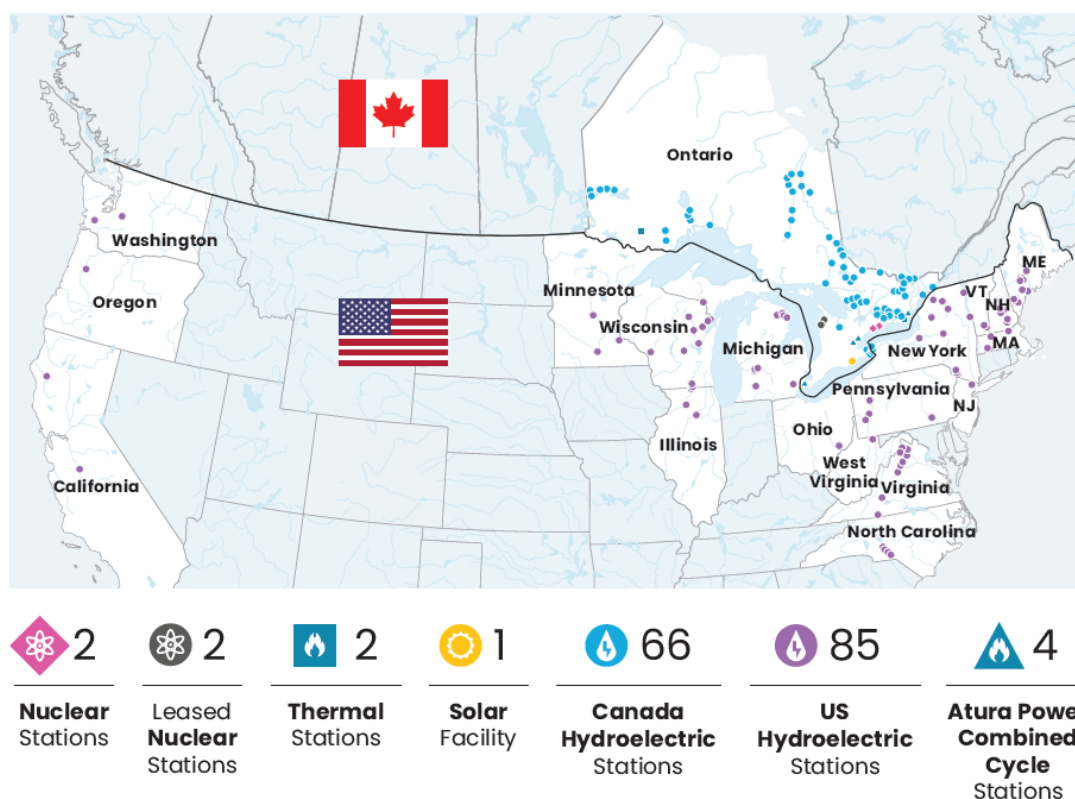 Ontario
Washington
Oregon
Minnesota
Wisconsin
Michigan
ME
VT
NH
MA
New York
Pennsylvania
NJ
Ohio
Illinois
West
Virginia
Virginia
California
North Carolina
2
2
2
1
66
85
4
Nuclear
Stations
Leased
Nuclear
Stations
Thermal
Stations
Solar
Facility
Canada
Hydroelectric
Stations
US
Hydroelectric
Stations
Atura Powe
Combined
Cycle
Stations